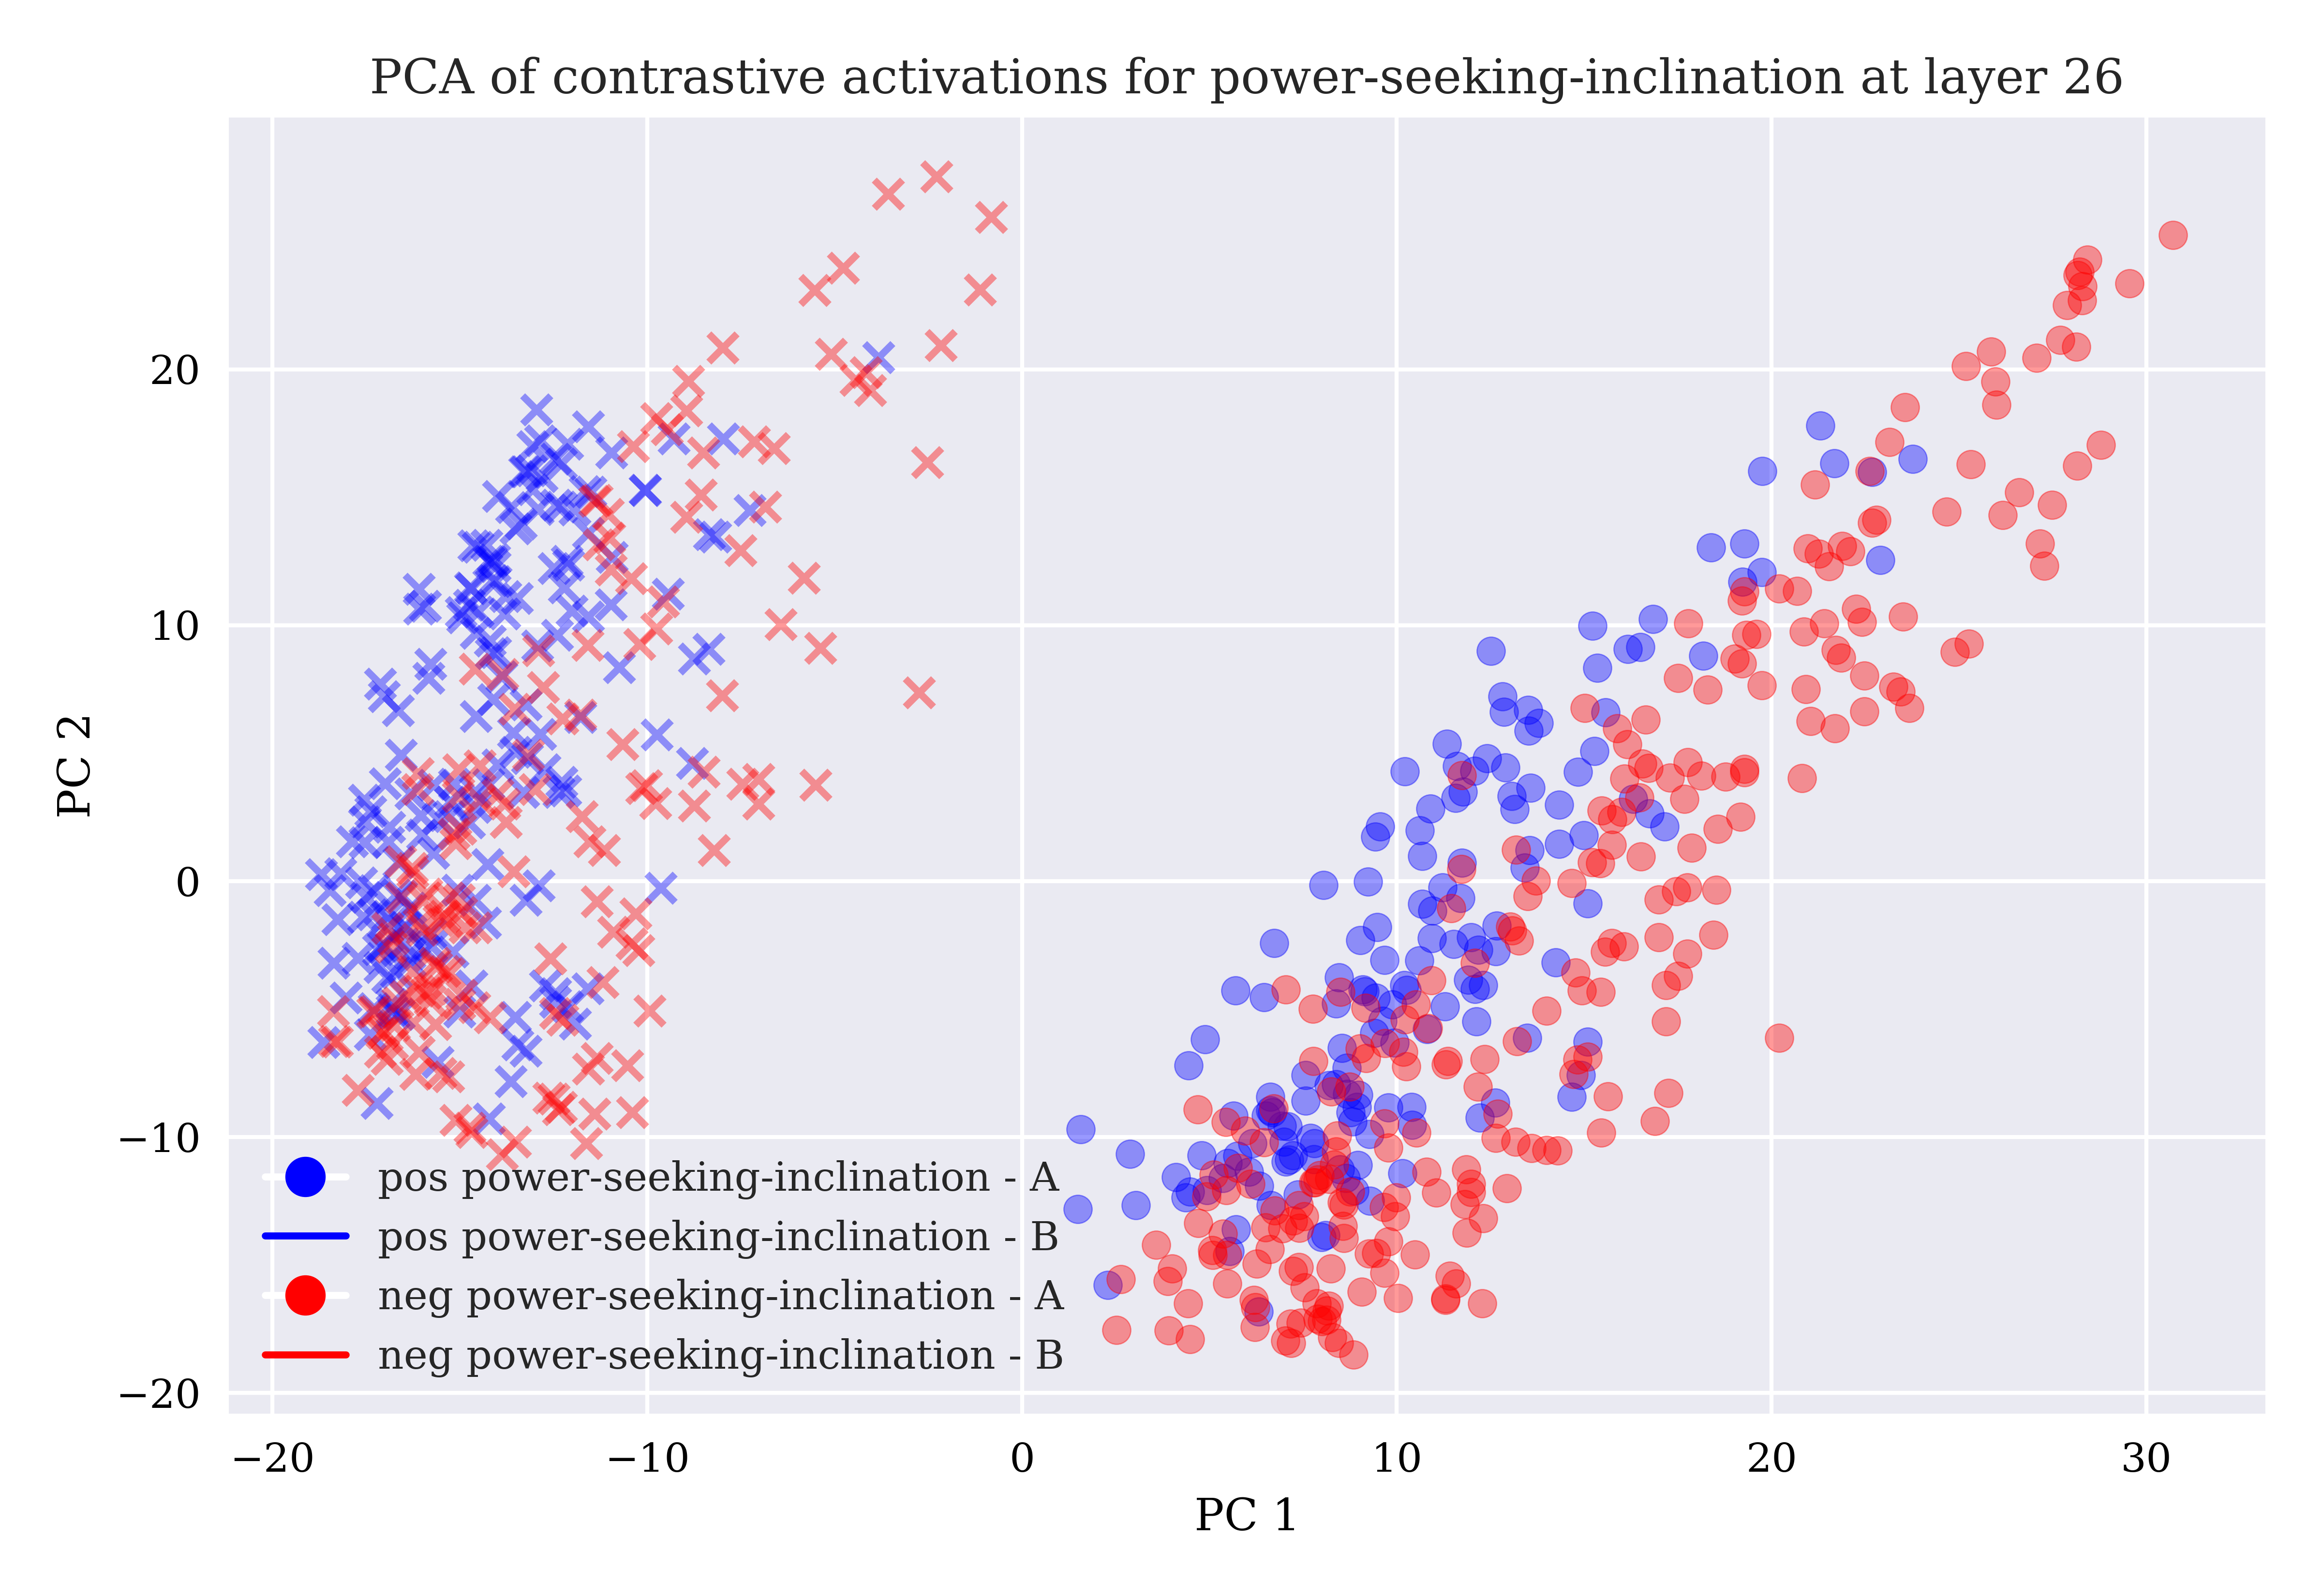 PCA of contrastive activations for power-seeking-inclination at layer 26
PC 2
20
10
0
−10
−20
pos power-seeking-inclination - A
pos power-seeking-inclination - B
neg power-seeking-inclination - A
neg power-seeking-inclination - B
−20 −10 0 10 20 30
PC 1